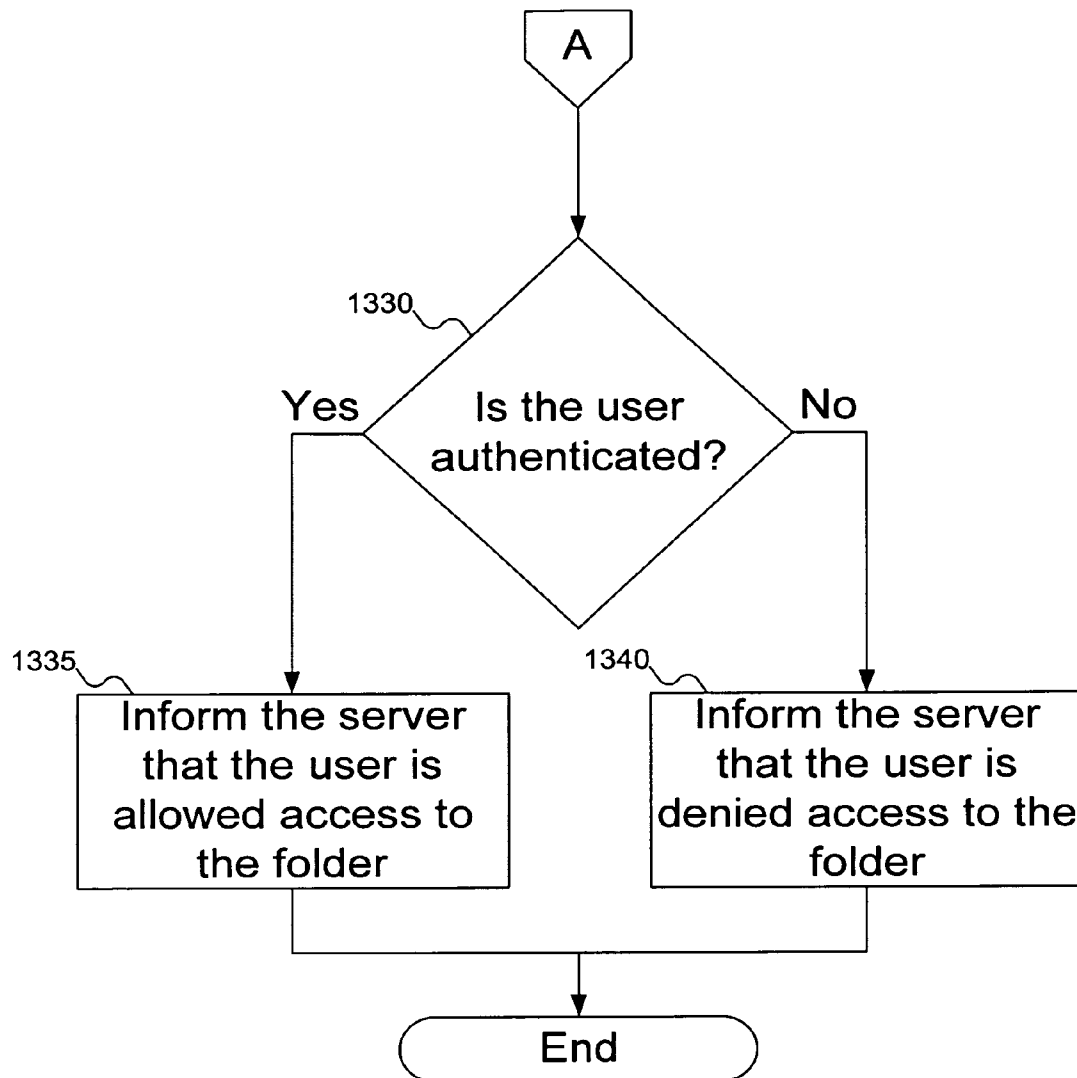 A
1330
Yes
No
Is the user
authenticated?
1335
1340
Inform the server
that the user is
allowed access to
the folder
Inform the server
that the user is
denied access to the
folder
End